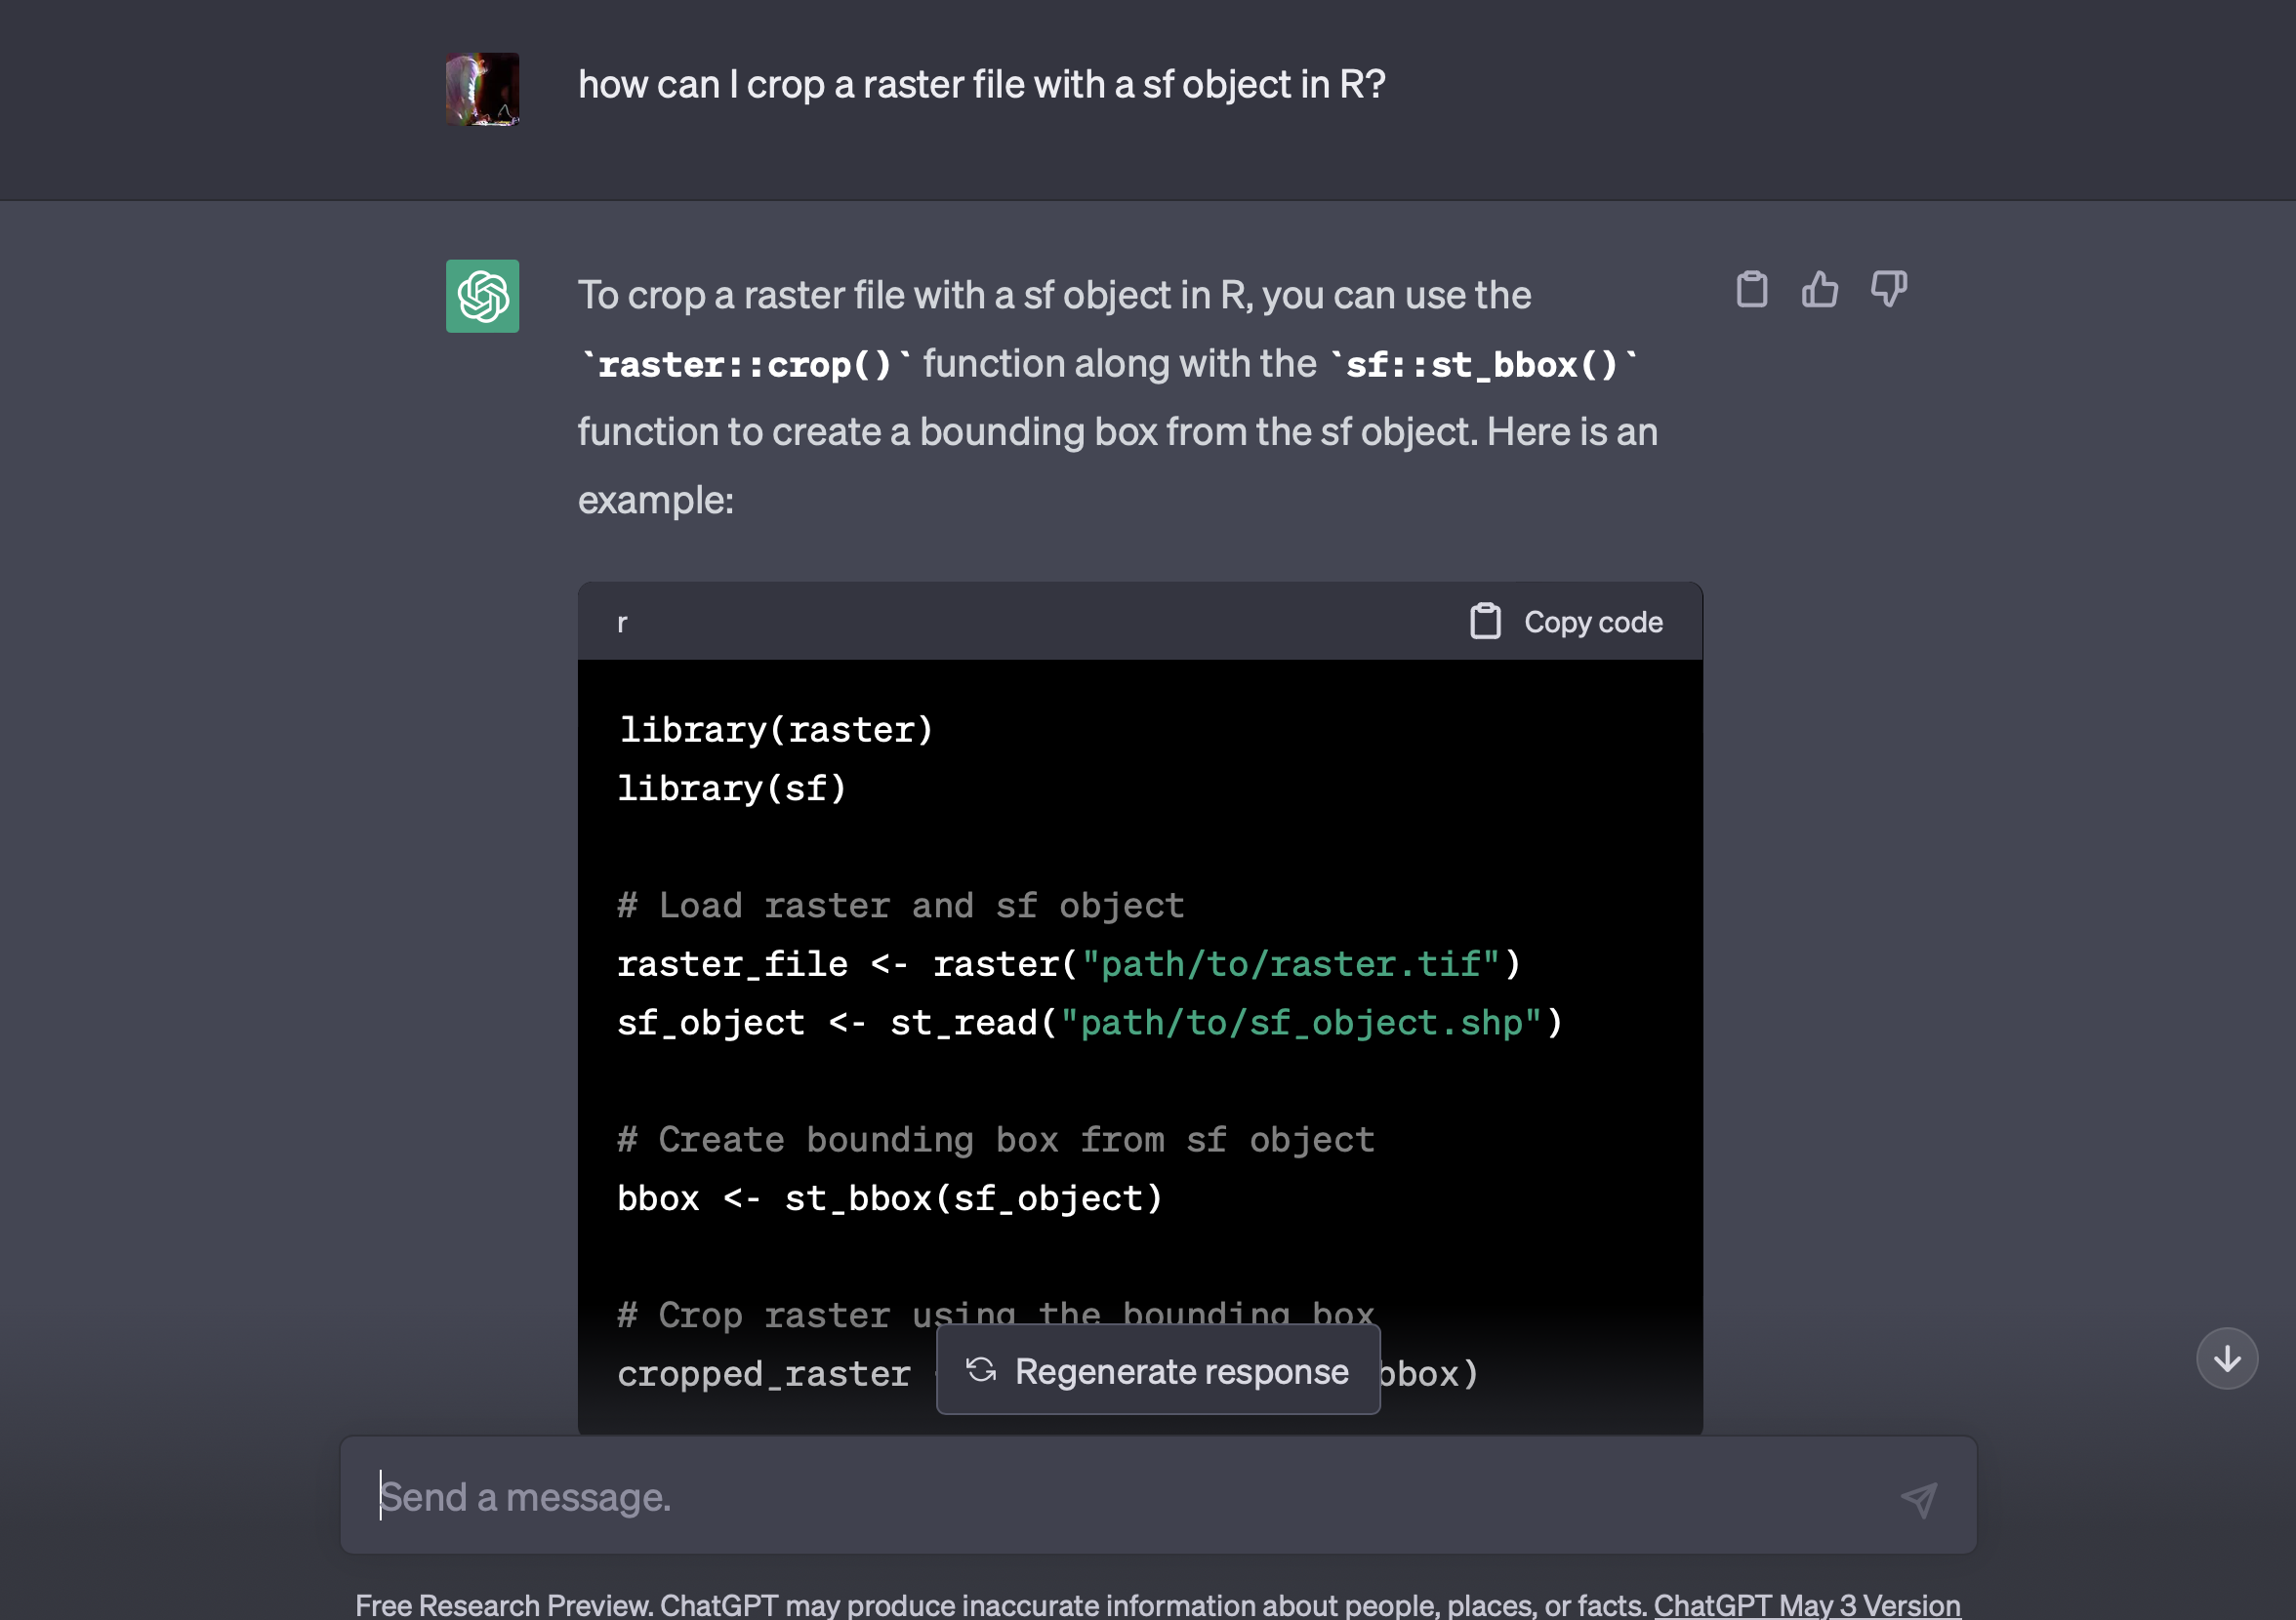 how can I crop a raster file with a sf object in R?
To crop a raster file with a sf object in R, you can use the
`raster::crop()` function along with the `sf::st_bbox()`
function to create a bounding box from the sf object. Here is an
example:
r
Copy code
library(raster)
library(sf)
# Load raster and sf object
raster_file <- raster("path/to/raster.tif")
sf_object <- st_read("path/to/sf_object.shp")
# Create bounding box from sf object
bbox <- st_bbox(sf_object)
# Crop raster using the bounding box
cropped_raster bbox)
Regenerate response
Send a message.
Free Research Preview. ChatGPT may produce inaccurate information about people, places, or facts. ChatGPT May 3 Version